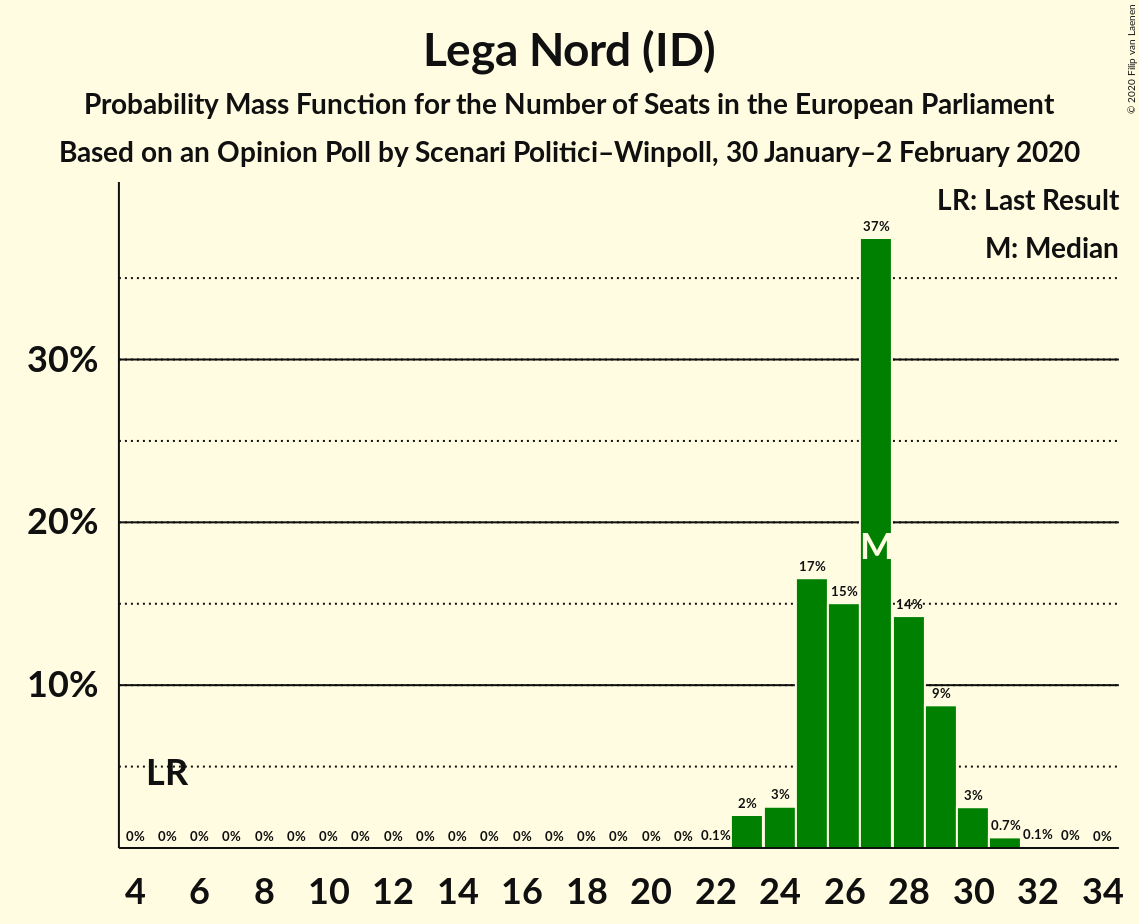 Lega Nord (ID)
Probability Mass Function for the Number of Seats in the European Parliament
Based on an Opinion Poll by Scenari Politici–Winpoll, 30 January–2 February 2020
© 2020 Filip van Laenen
LR: Last Result
M: Median
37%
30%
20%
M
17%
15%
14%
10%
9%
LR
2%
3%
3%
0% 0% 0% 0% 0% 0% 0% 0% 0% 0% 0% 0% 0% 0% 0% 0% 0% 0% 0.1% 0.7% 0.1% 0% 0%
4 6 8 10 12 14 16 18 20 22 24 26 28 30 32 34